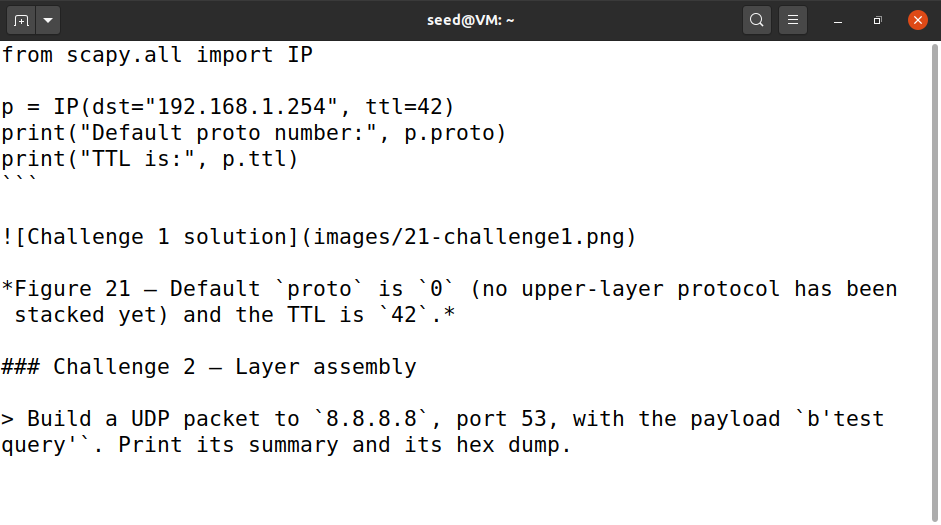 seed@VM: ~
from scapy.all import IP
p = IP(dst="192.168.1.254", ttl=42)
print("Default proto number:", p.proto)
print("TTL is:", p.ttl)
```
![Challenge 1 solution](images/21-challenge1.png)
*Figure 21 — Default `proto` is `0` (no upper-layer protocol has been
 stacked yet) and the TTL is `42`.*
### Challenge 2 — Layer assembly
> Build a UDP packet to `8.8.8.8`, port 53, with the payload `b'test
query'`. Print its summary and its hex dump.